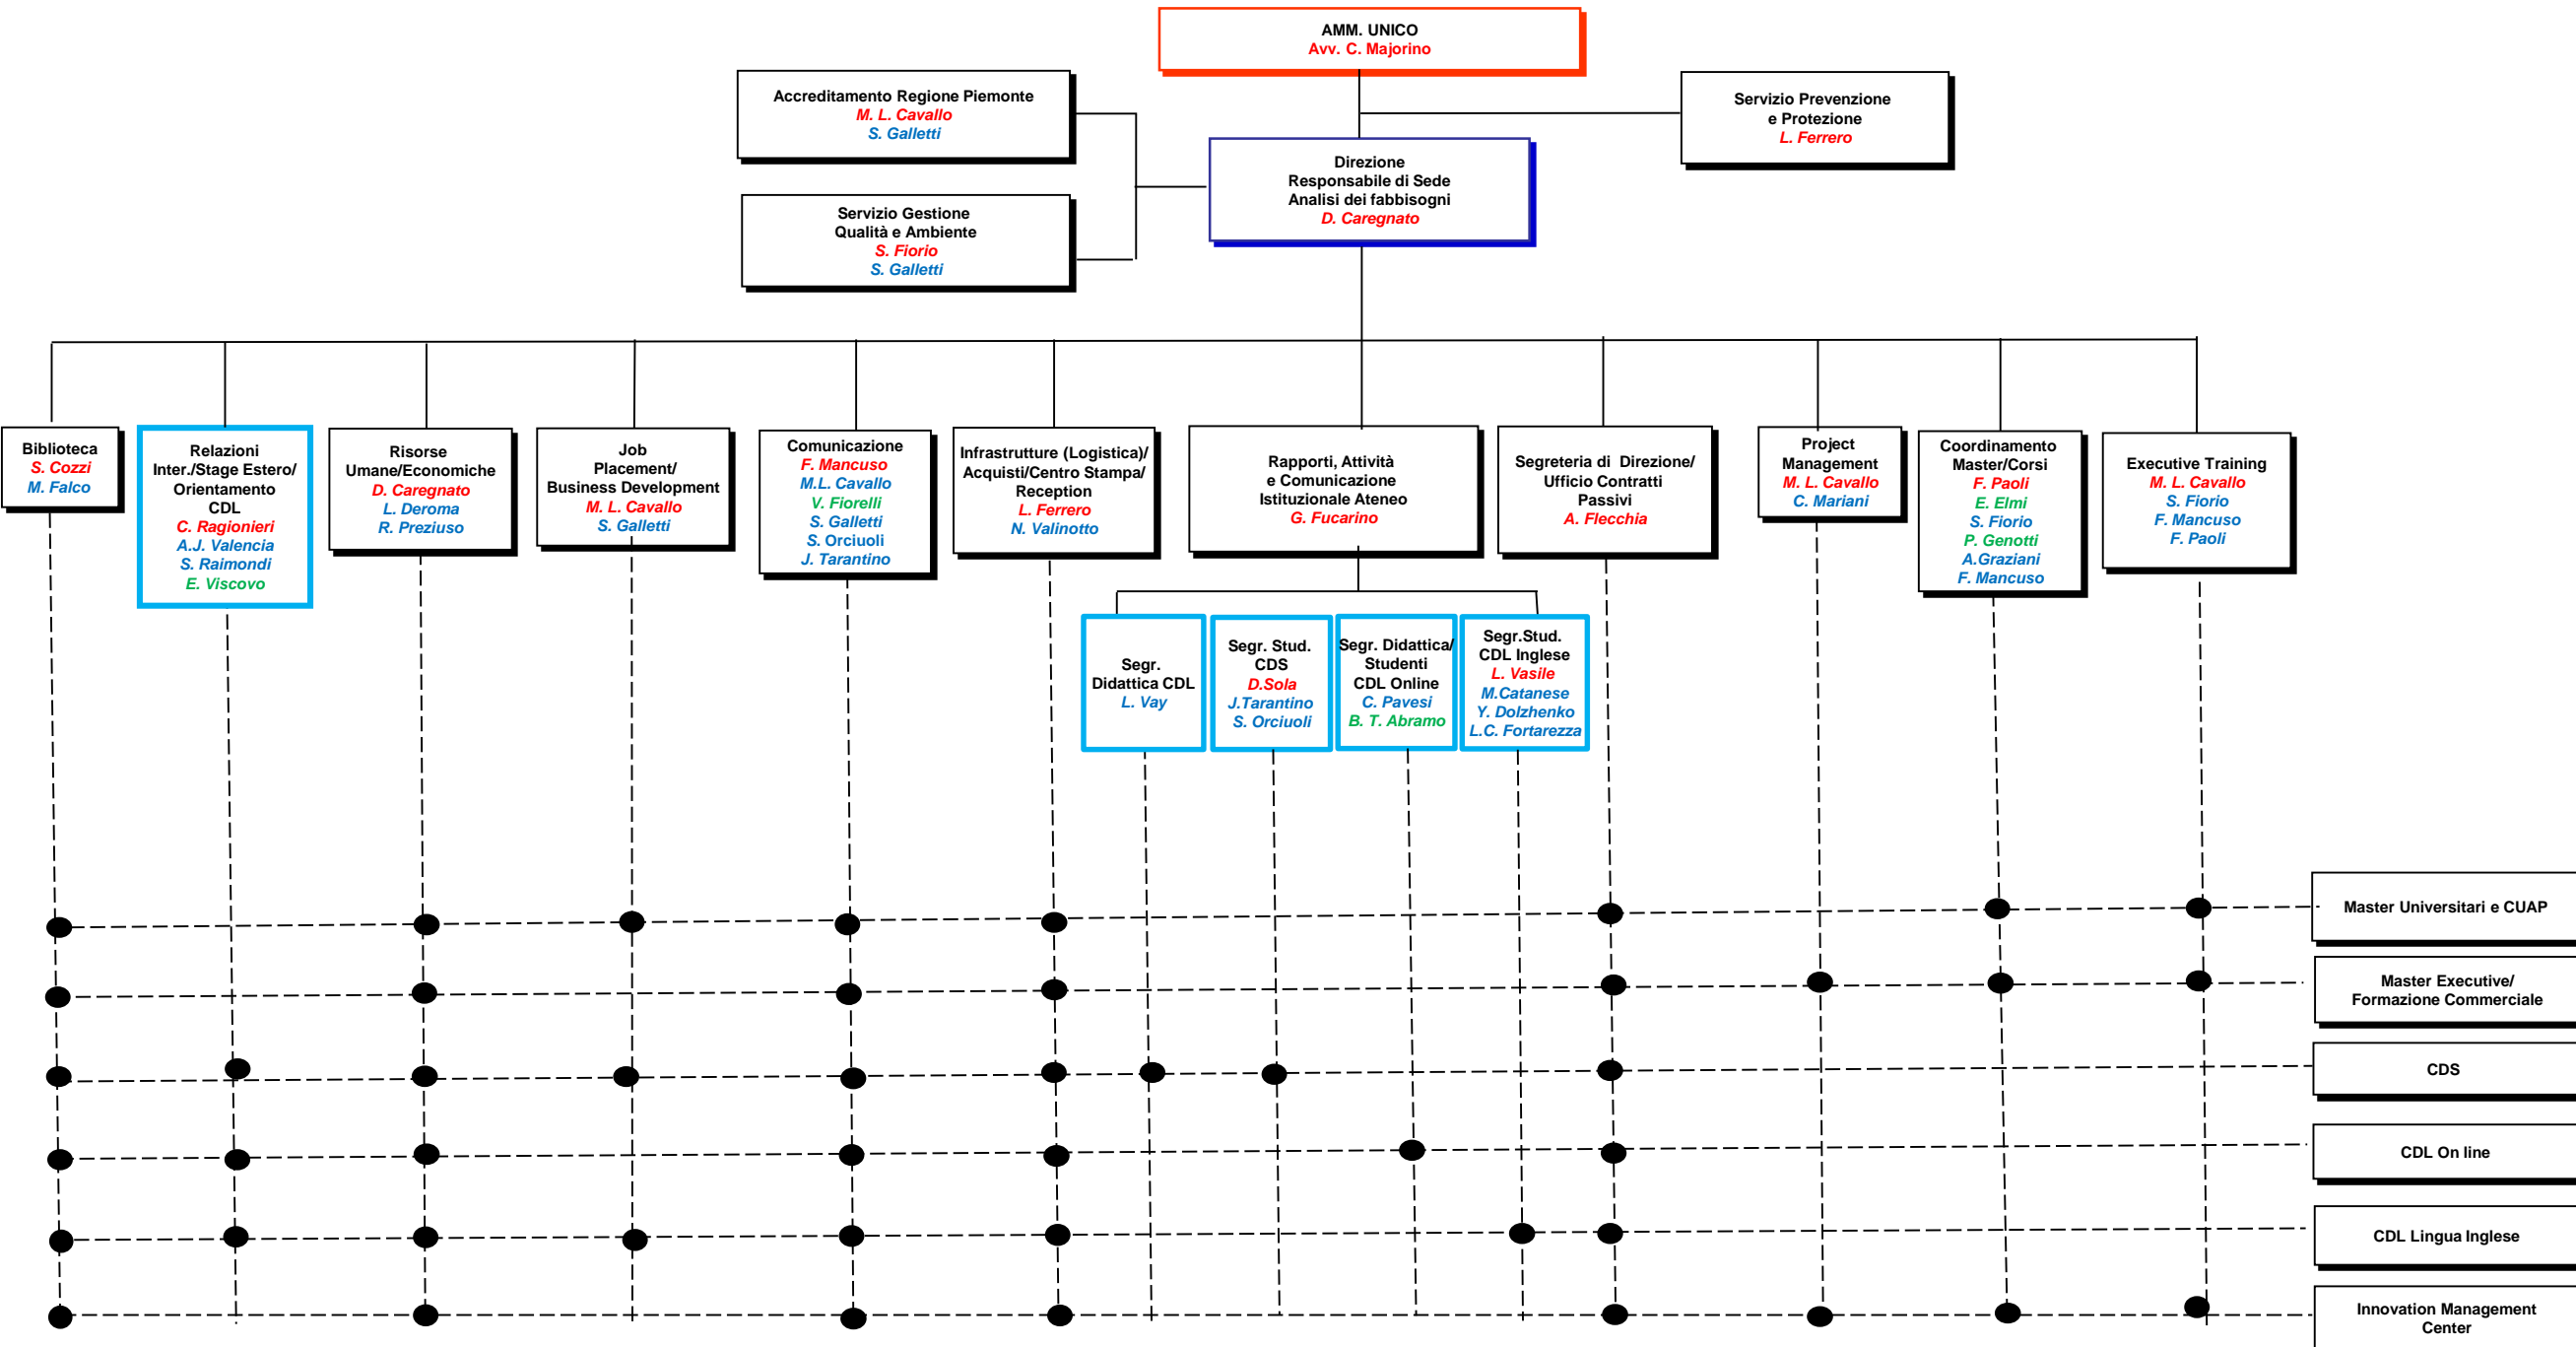 AMM. UNICO
Avv. C. Majorino
Accreditamento Regione Piemonte
M. L. Cavallo
S. Galletti
Servizio Prevenzione
e Protezione
L. Ferrero
Direzione
Responsabile di Sede
Analisi dei fabbisogni
D. Caregnato
Servizio Gestione
Qualità e Ambiente
S. Fiorio
S. Galletti
Biblioteca
S. Cozzi
M. Falco
Relazioni
Inter./Stage Estero/
Orientamento
CDL
C. Ragionieri
A.J. Valencia
S. Raimondi
E. Viscovo
Risorse
Umane/Economiche
D. Caregnato
L. Deroma
R. Preziuso
Job
Placement/
Business Development
M. L. Cavallo
S. Galletti
Comunicazione
F. Mancuso
M.L. Cavallo
V. Fiorelli
S. Galletti
S. Orciuoli
J. Tarantino
Infrastrutture (Logistica)/
Acquisti/Centro Stampa/
Reception
L. Ferrero
N. Valinotto
Rapporti, Attività
e Comunicazione
Istituzionale Ateneo
G. Fucarino
Segreteria di Direzione/
Ufficio Contratti
Passivi
A. Flecchia
Project
Management
M. L. Cavallo
C. Mariani
Coordinamento
Master/Corsi
F. Paoli
E. Elmi
S. Fiorio
P. Genotti
A.Graziani
F. Mancuso
Executive Training
M. L. Cavallo
S. Fiorio
F. Mancuso
F. Paoli
Segr.
Didattica CDL
L. Vay
Segr. Stud.
CDS
D.Sola
J.Tarantino
S. Orciuoli
Segr. Didattica/
Studenti
CDL Online
C. Pavesi
B. T. Abramo
Segr.Stud.
CDL Inglese
L. Vasile
M.Catanese
Y. Dolzhenko
L.C. Fortarezza
Master Universitari e CUAP
Master Executive/
Formazione Commerciale
CDS
CDL On line
CDL Lingua Inglese
Innovation Management
Center